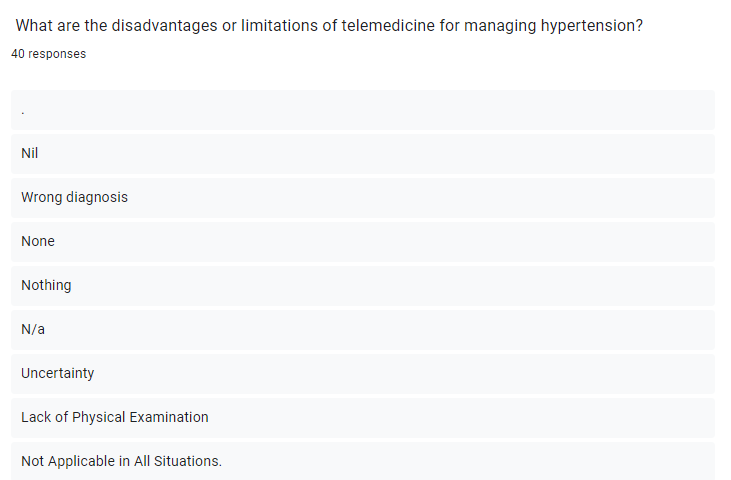 What are the disadvantages or limitations of telemedicine for managing hypertension?
40 responses
.
Nil
Wrong diagnosis
None
Nothing
N/a
Uncertainty
Lack of Physical Examination
Not Applicable in All Situations.